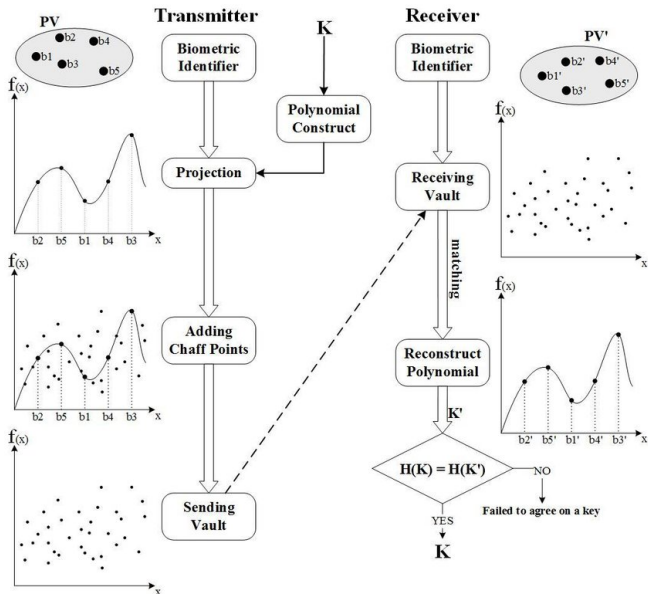 PV
Transmitter
Receiver
PV'
b2
b4
b1
b3
b5
Biometric
Identifier
K
Polynomial
Construct
Biometric
Identifier
b2'
b4'
b1'
b5'
b3'
f(x)
Projection
b2 b5 b1 b4 b3 x
Receiving
Vault
f(x)
x
matching
f(x)
Adding
Chaff Points
b2 b5 b1 b4 b3 x
Reconstruct
Polynomial
K'
f(x)
b2' b5' b1' b4' b3' x
f(x)
Sending
Vault
x
H(K) = H(K')
NO
Failed to agree on a key
YES
K